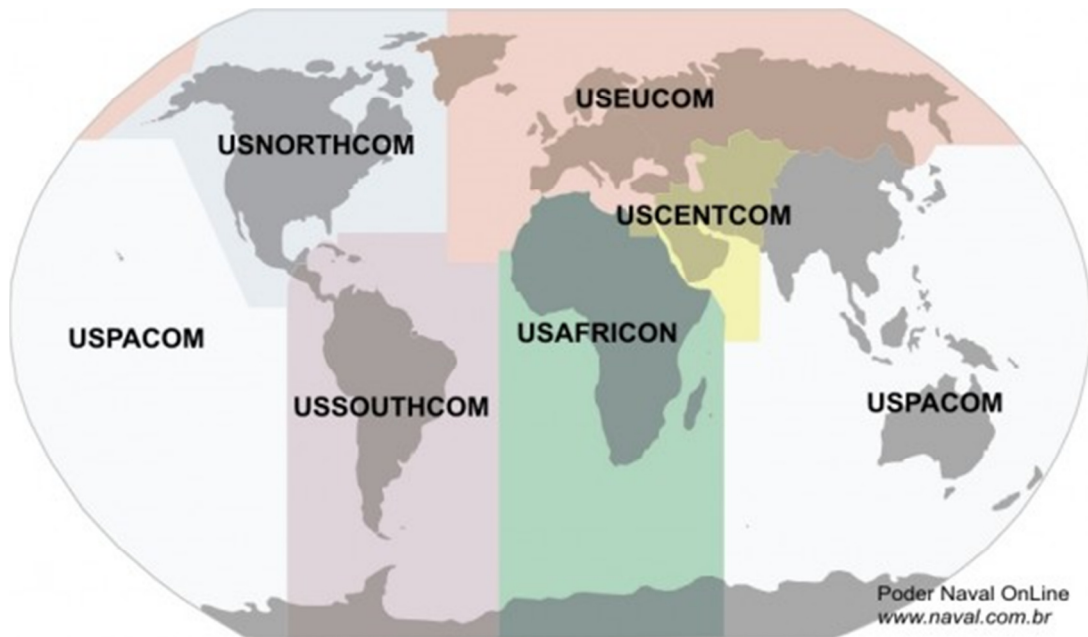 USEUCOM
USNORTHCOM
USCENTCOM
USPACOM
USAFRICON
USSOUTHCOM
USPACOM
Poder Naval OnLine
www.naval.com.br